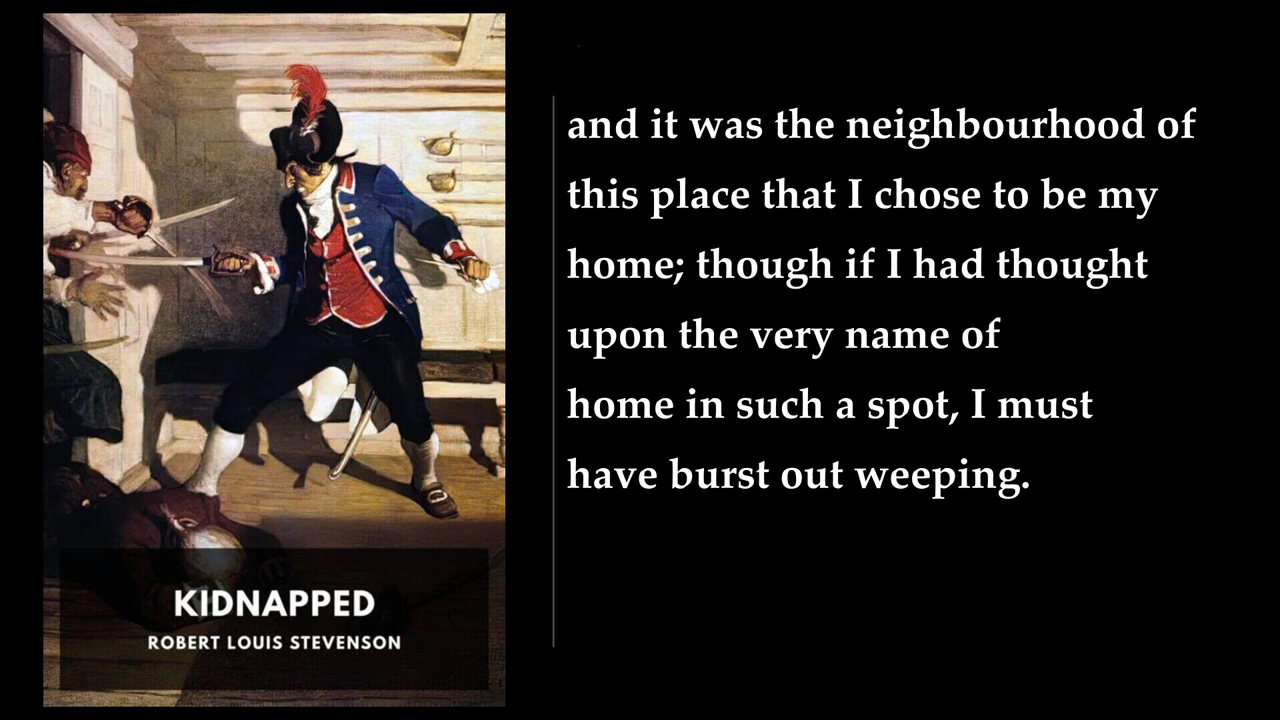 and it was the neighbourhood of
this place that I chose to be my
home; though if I had thought
upon the very name of
home in such a spot, I must
have burst out weeping.
KIDNAPPED
ROBERT LOUIS STEVENSON